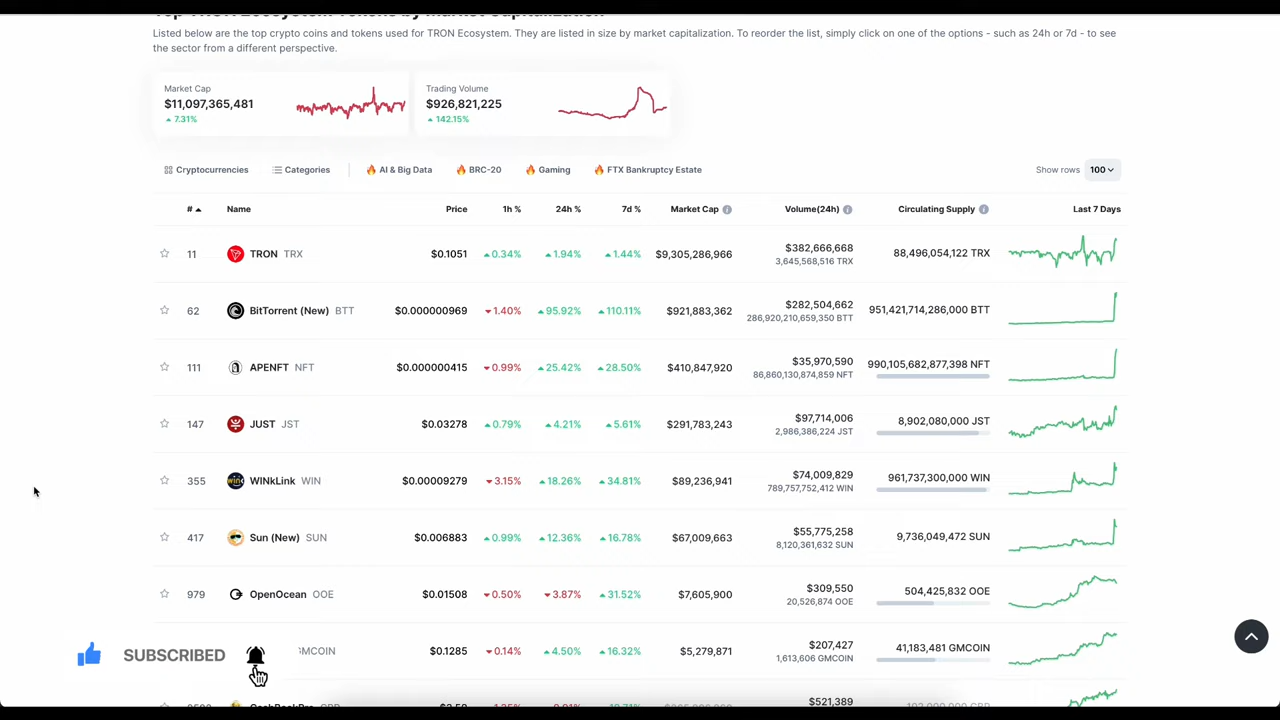 Top TRON Ecosystem Tokens by Market Capitalization
Listed below are the top crypto coins and tokens used for TRON Ecosystem. They are listed in size by market capitalization. To reorder the list, simply click on one of the options - such as 24h or 7d - to see
the sector from a different perspective.
Market Cap
$11,097,365,481
7.31%
Trading Volume
$926,821,225
142.15%
Cryptocurrencies Categories AI & Big Data BRC-20 Gaming FTX Bankruptcy Estate Show rows 100
# Name Price 1h % 24h % 7d % Market Cap Volume(24h) Circulating Supply Last 7 Days
11 TRON TRX $0.1051 0.34% 1.94% 1.44% $9,305,286,966 $382,666,668 88,496,054,122 TRX
3,645,568,516 TRX
62 BitTorrent (New) BTT $0.000000969 1.40% 95.92% 110.11% $921,883,362 $282,504,662 951,421,714,286,000 BTT
286,920,210,659,350 BTT
111 APENFT NFT $0.000000415 0.99% 25.42% 28.50% $410,847,920 $35,970,590 990,105,682,877,398 NFT
86,860,130,874,859 NFT
147 JUST JST $0.03278 0.79% 4.21% 5.61% $291,783,243 $97,714,006 8,902,080,000 JST
2,986,386,224 JST
355 WINkLink WIN $0.00009279 3.15% 18.26% 34.81% $89,236,941 $74,009,829 961,737,300,000 WIN
789,757,752,412 WIN
417 Sun (New) SUN $0.006883 0.99% 12.36% 16.78% $67,009,663 $55,775,258 9,736,049,472 SUN
8,120,361,632 SUN
979 OpenOcean OOE $0.01508 0.50% 3.87% 31.52% $7,605,900 $309,550 504,425,832 OOE
20,526,874 OOE
SUBSCRIBED GMCOIN $0.1285 0.14% 4.50% 16.32% $5,279,871 $207,427 41,183,481 GMCOIN
1,613,606 GMCOIN
$521,389